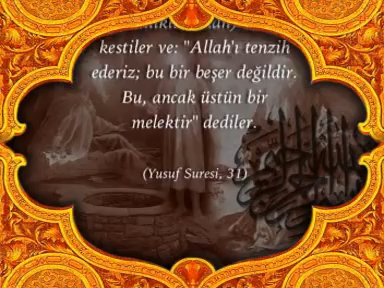 kestiler ve: "Allah'ı tenzih
ederiz; bu bir beşer değildir.
Bu, ancak üstün bir
melektir" dediler.
(Yusuf Suresi, 31)